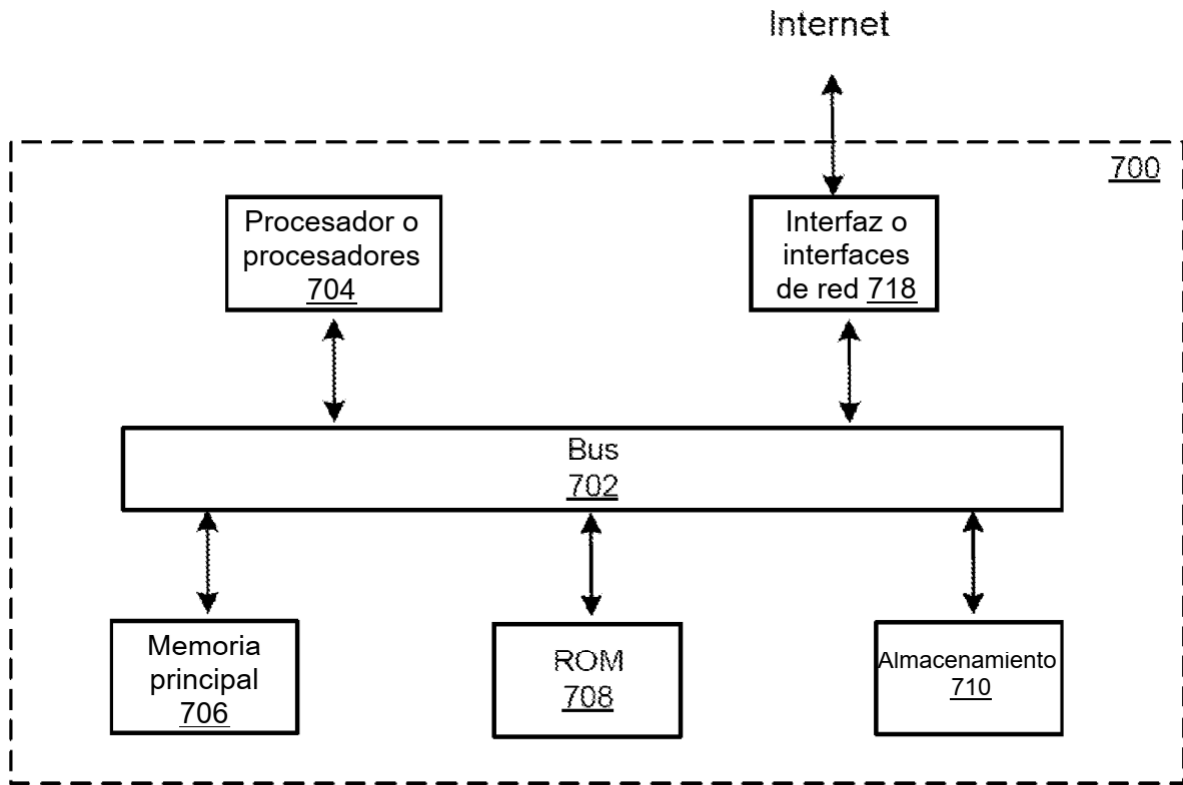 Internet
700
Procesador o
procesadores
704
Interfaz o
interfaces
de red 718
Bus
702
Memoria
principal
706
ROM
708
Almacenamiento
710